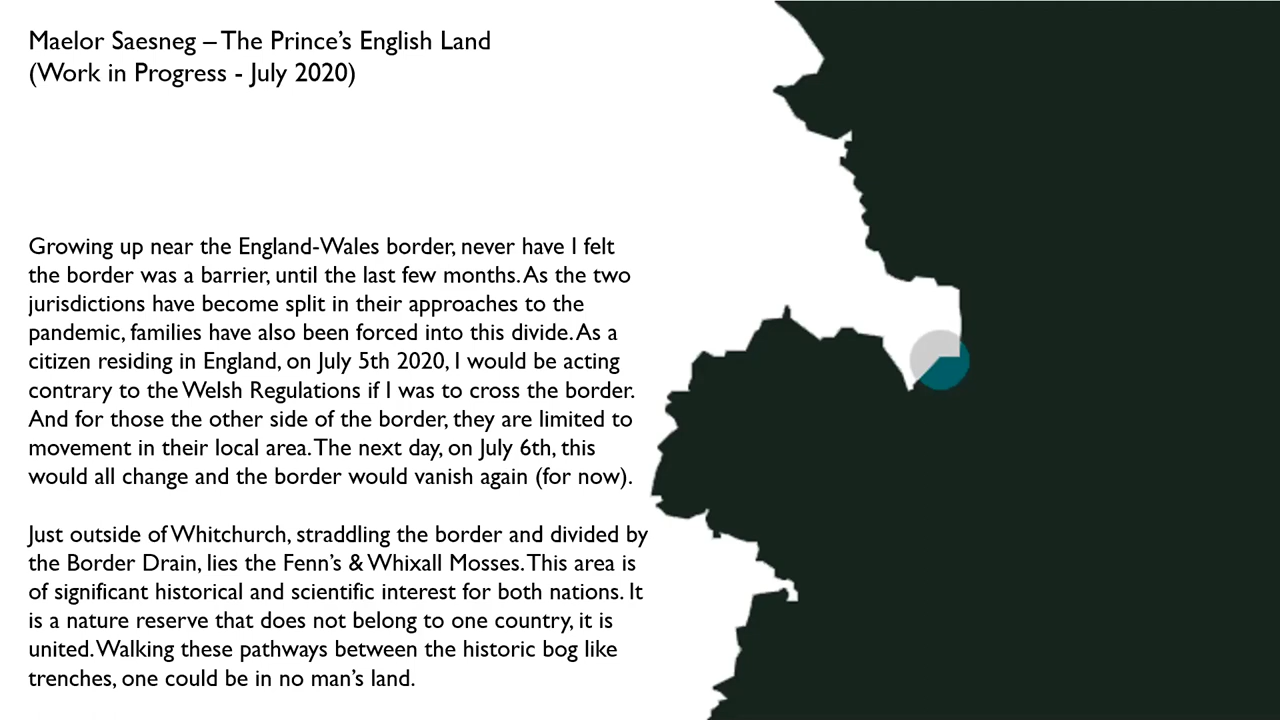 Maelor Saesneg – The Prince’s English Land
(Work in Progress - July 2020)
Growing up near the England-Wales border, never have I felt
the border was a barrier, until the last few months. As the two
jurisdictions have become split in their approaches to the
pandemic, families have also been forced into this divide. As a
citizen residing in England, on July 5th 2020, I would be acting
contrary to the Welsh Regulations if I was to cross the border.
And for those the other side of the border, they are limited to
movement in their local area. The next day, on July 6th, this
would all change and the border would vanish again (for now).
Just outside of Whitchurch, straddling the border and divided by
the Border Drain, lies the Fenn’s & Whixall Mosses. This area is
of significant historical and scientific interest for both nations. It
is a nature reserve that does not belong to one country, it is
united. Walking these pathways between the historic bog like
trenches, one could be in no man’s land.